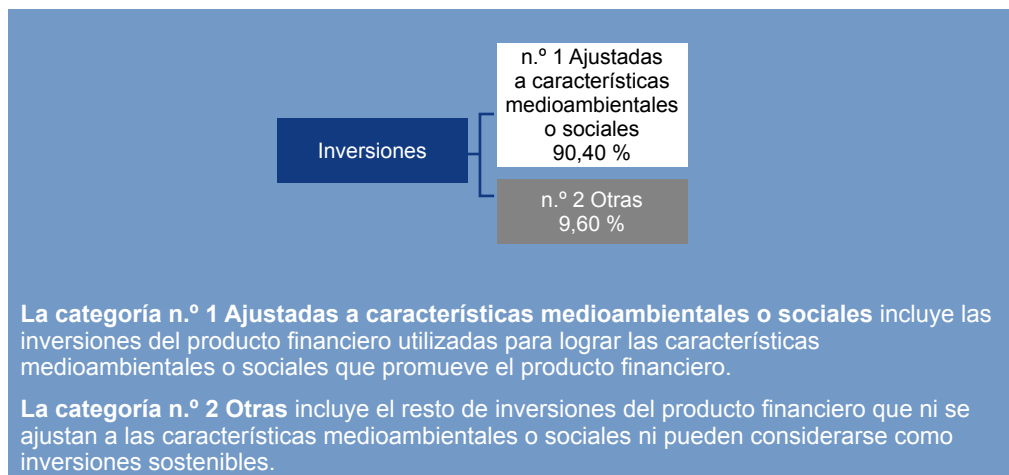 n.º 1 Ajustadas
a características
medioambientales
o sociales
90,40 %
Inversiones
n.º 2 Otras
9,60 %
La categoría n.º 1 Ajustadas a características medioambientales o sociales incluye las
inversiones del producto financiero utilizadas para lograr las características
medioambientales o sociales que promueve el producto financiero.
La categoría n.º 2 Otras incluye el resto de inversiones del producto financiero que ni se
ajustan a las características medioambientales o sociales ni pueden considerarse como
inversiones sostenibles.